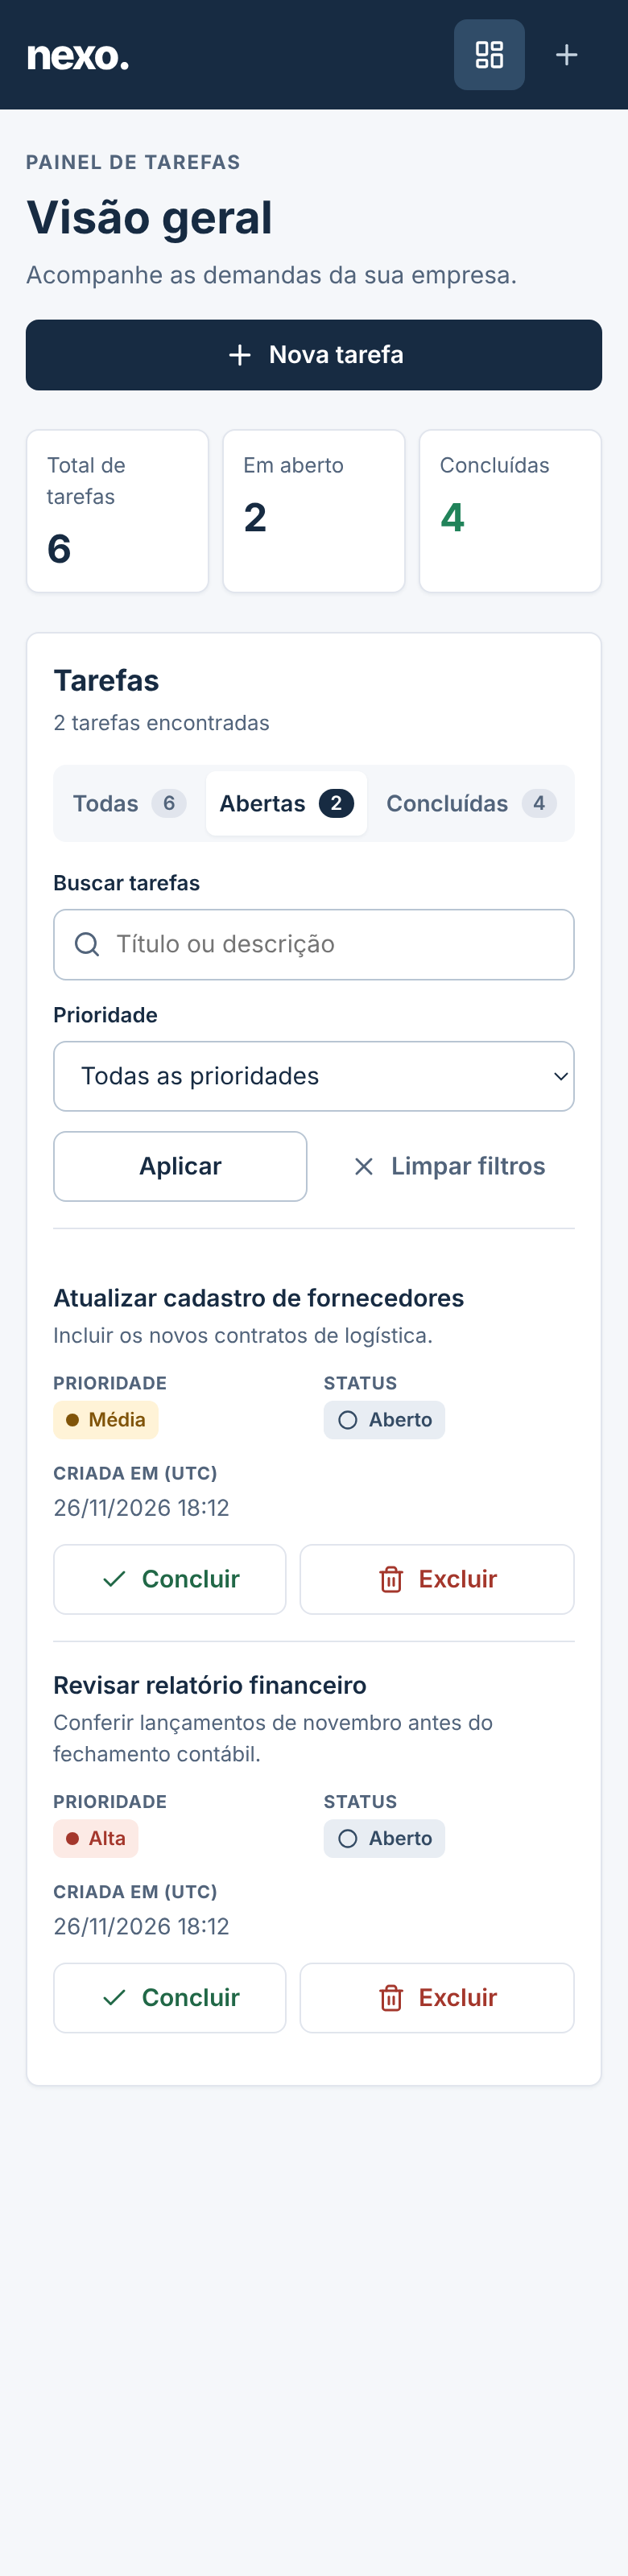 nexo.
PAINEL DE TAREFAS
Visão geral
Acompanhe as demandas da sua empresa.
Nova tarefa
Total de
tarefas
6
Em aberto
2
Concluídas
4
Tarefas
2 tarefas encontradas
Todas 6 Abertas 2 Concluídas 4
Buscar tarefas
Título ou descrição
Prioridade
Todas as prioridades
Aplicar Limpar filtros
Atualizar cadastro de fornecedores
Incluir os novos contratos de logística.
PRIORIDADE STATUS
Média Aberto
CRIADA EM (UTC)
26/11/2026 18:12
Concluir Excluir
Revisar relatório financeiro
Conferir lançamentos de novembro antes do
fechamento contábil.
PRIORIDADE STATUS
Alta Aberto
CRIADA EM (UTC)
26/11/2026 18:12
Concluir Excluir